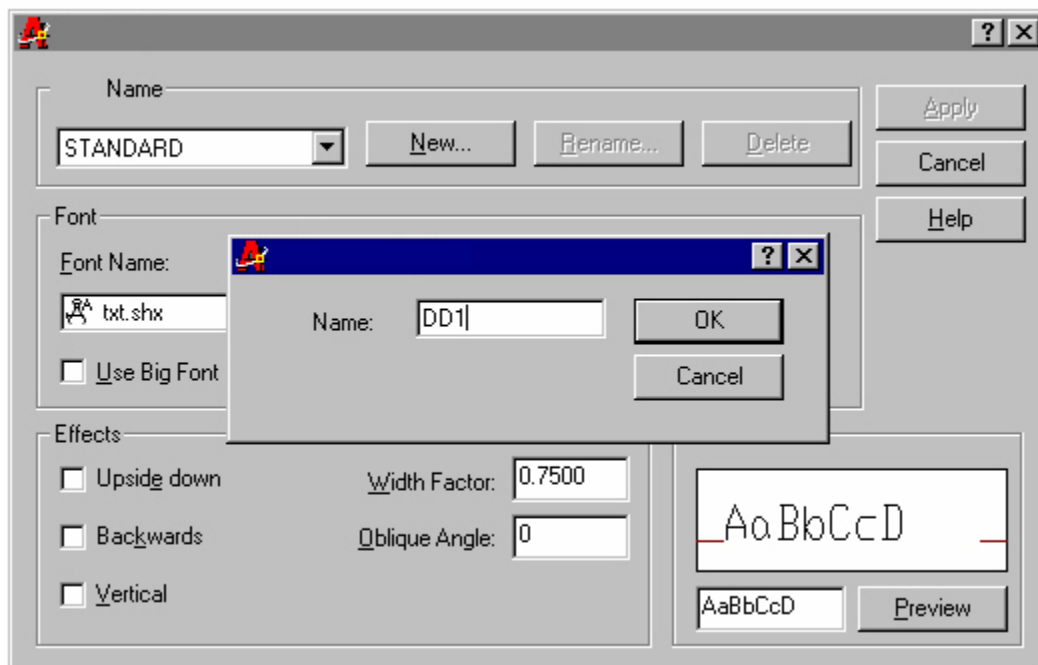 Name
STANDARD New... Rename... Delete
Apply
Cancel
Help
Font
Font Name:
txt.shx
Use Big Font
Name: DD1
OK
Cancel
Effects
Upside down
Backwards
Vertical
Width Factor: 0.7500
Oblique Angle: 0
AaBbCcD
AaBbCcD Preview